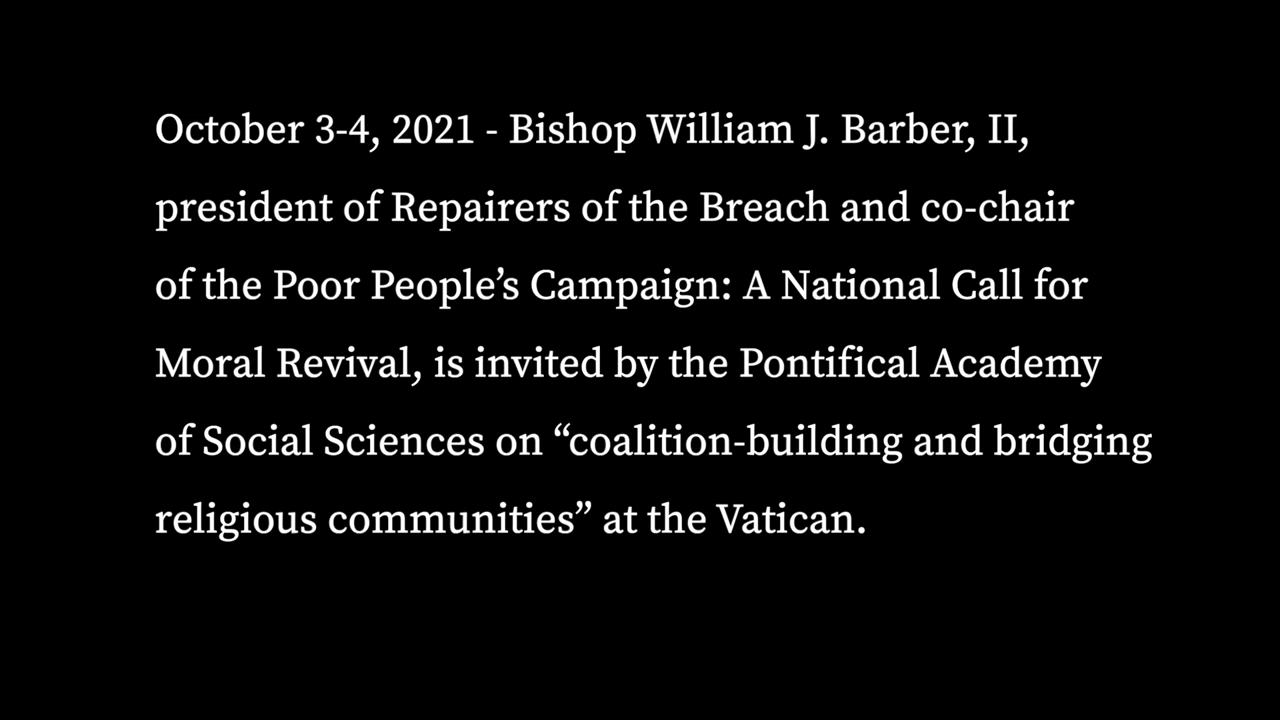 October 3-4, 2021 - Bishop William J. Barber, II,
president of Repairers of the Breach and co-chair
of the Poor People’s Campaign: A National Call for
Moral Revival, is invited by the Pontifical Academy
of Social Sciences on “coalition-building and bridging
religious communities” at the Vatican.